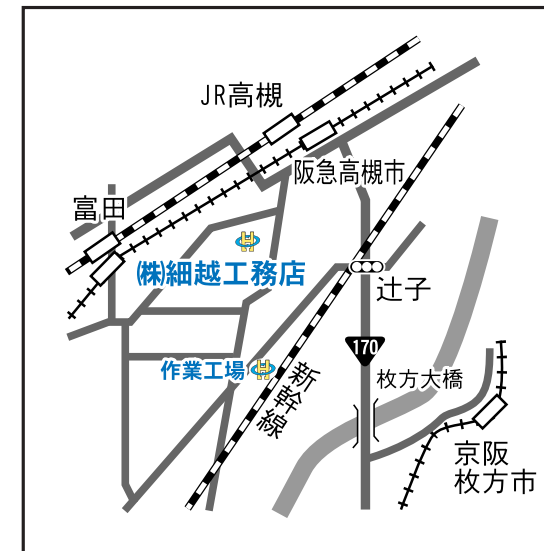 JR高槻
阪急高槻市
富田
㈱細越工務店
辻子
170
作業工場
新幹線
枚方大橋
京阪
枚方市